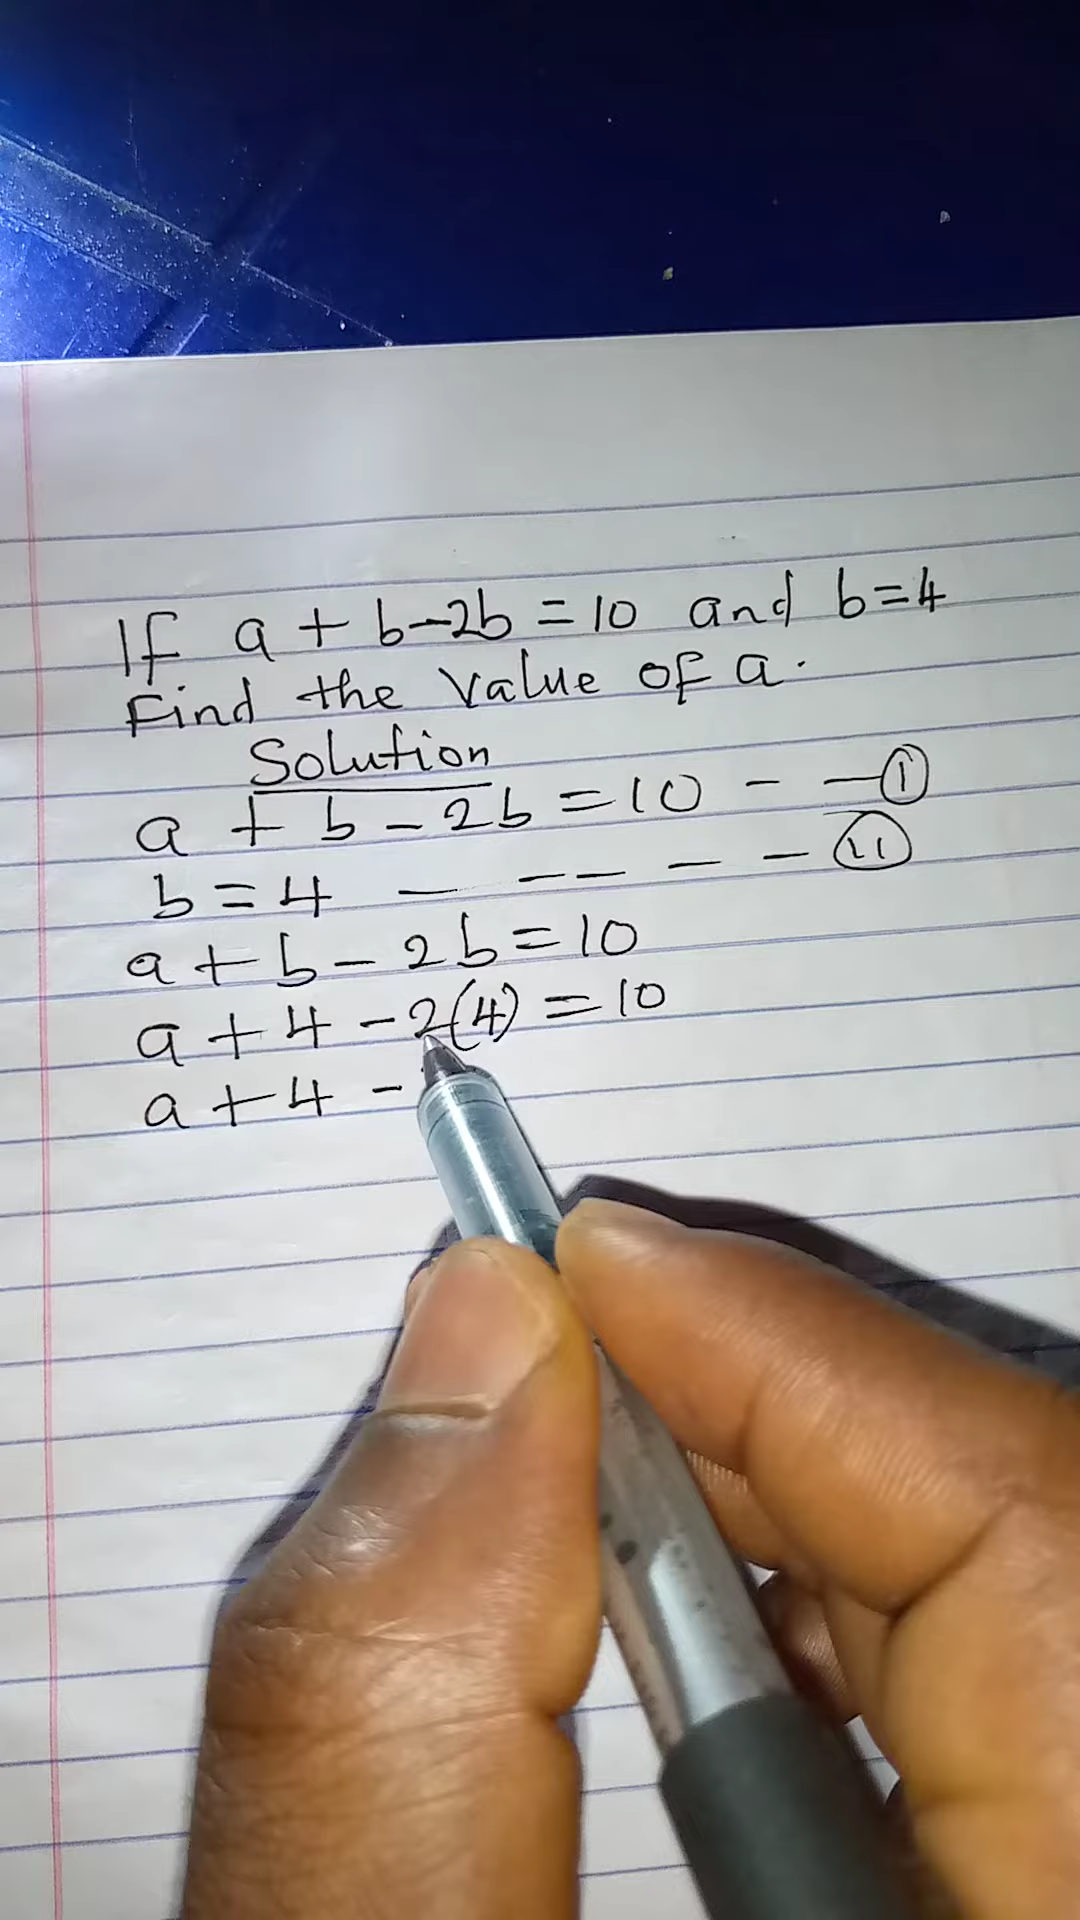 If a + b-2b = 10 and b=4
Find the value of a.
Solution
a + b - 2b = 10 - - ①
b = 4 - - - - - ⑪
a + b - 2b = 10
a + 4 - 2(4) = 10
a + 4 -